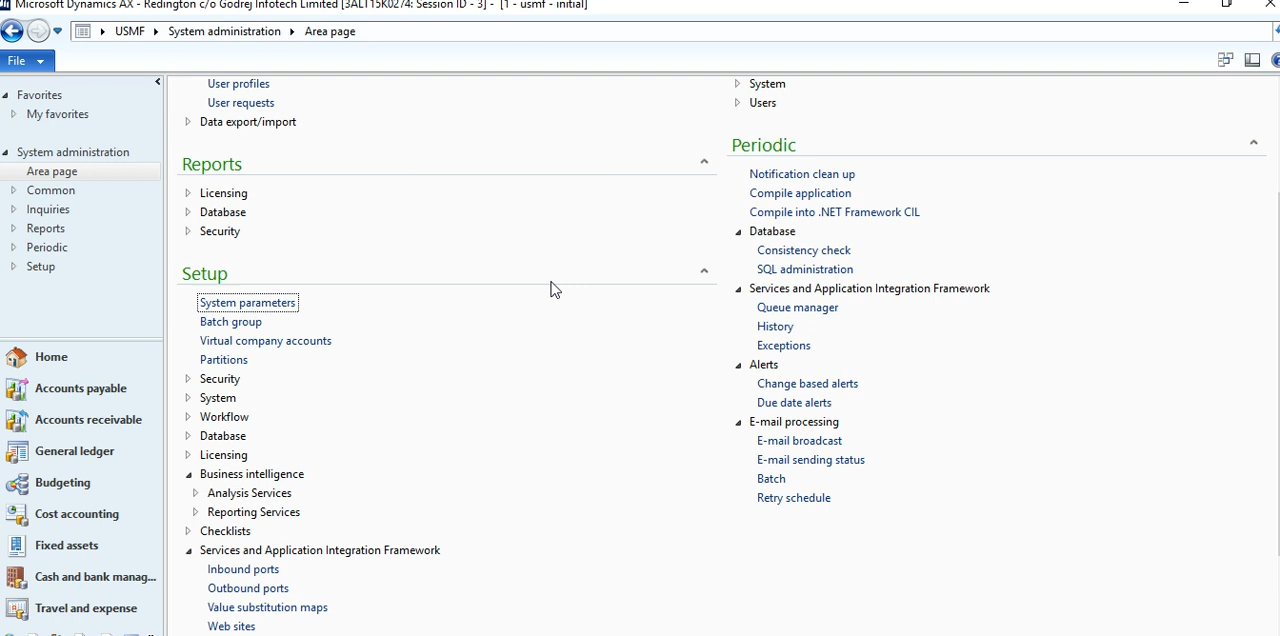 Microsoft Dynamics AX - Redington c/o Godrej Infotech Limited [3ALT15K0274: Session ID - 3] - [1 - usmf - initial]
USMF
System administration
Area page
File
Favorites
My favorites
System administration
Area page
Common
Inquiries
Reports
Periodic
Setup
Home
Accounts payable
Accounts receivable
General ledger
Budgeting
Cost accounting
Fixed assets
Cash and bank manag...
Travel and expense
User profiles
User requests
Data export/import
Reports
Licensing
Database
Security
Setup
System parameters
Batch group
Virtual company accounts
Partitions
Security
System
Workflow
Database
Licensing
Business intelligence
Analysis Services
Reporting Services
Checklists
Services and Application Integration Framework
Inbound ports
Outbound ports
Value substitution maps
Web sites
System
Users
Periodic
Notification clean up
Compile application
Compile into .NET Framework CIL
Database
Consistency check
SQL administration
Services and Application Integration Framework
Queue manager
History
Exceptions
Alerts
Change based alerts
Due date alerts
E-mail processing
E-mail broadcast
E-mail sending status
Batch
Retry schedule